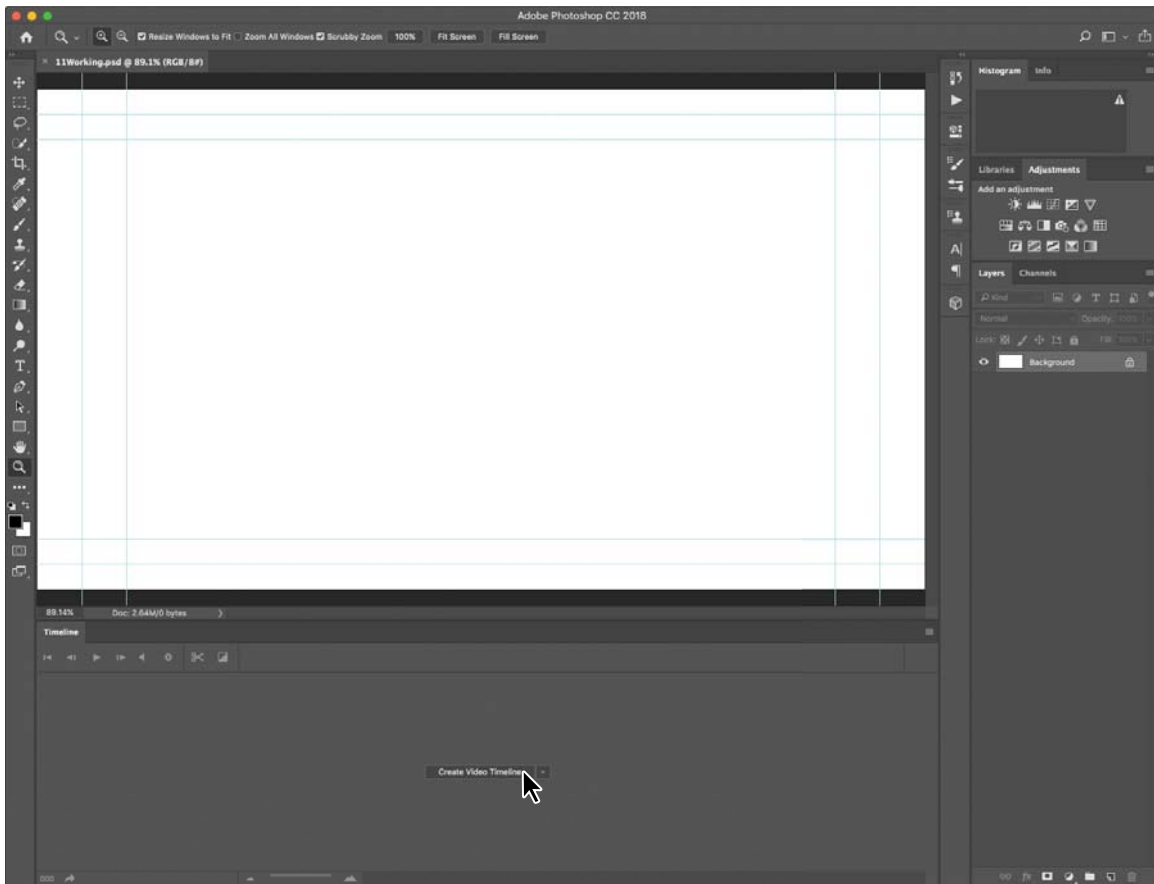 Adobe Photoshop CC 2018
Resize Windows to Fit Zoom All Windows Scrubby Zoom 100% Fit Screen Fill Screen
11Working.psd @ 89.1% (RGB/8#)
Histogram Info
Libraries Adjustments
Add an adjustment
Layers Channels
Kind
Normal Opacity: 100%
Lock: Fill: 100%
Background
89.14% Doc: 2.64M/0 bytes
Timeline
Create Video Timeline